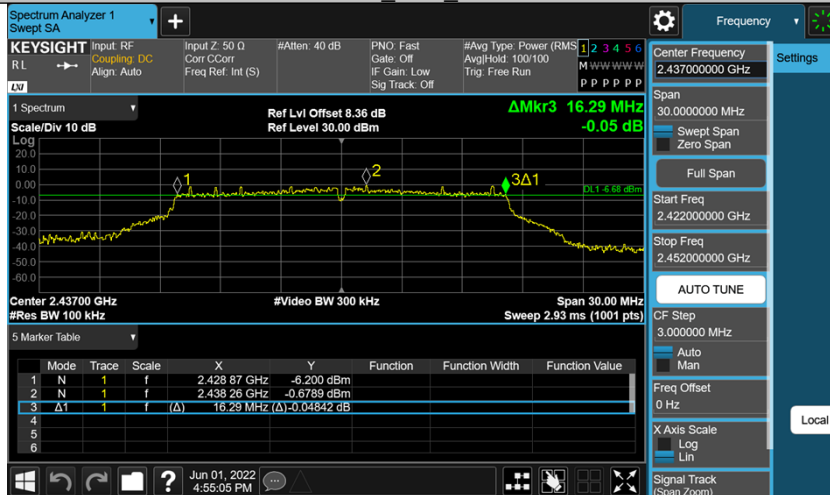 Spectrum Analyzer 1
Swept SA
+
Frequency
KEYSIGHT
RL
LXI
Input: RF
Coupling: DC
Align: Auto
Input Z: 50 Ω
Corr CCorr
Freq Ref: Int (S)
#Atten: 40 dB
PNO: Fast
Gate: Off
IF Gain: Low
Sig Track: Off
#Avg Type: Power (RMS
Avg|Hold: 100/100
Trig: Free Run
1 2 3 4 5 6
M W W W W W
P P P P P P
1 Spectrum
Scale/Div 10 dB
Log
Ref Lvl Offset 8.36 dB
Ref Level 30.00 dBm
ΔMkr3 16.29 MHz
-0.05 dB
20.0
10.0
0.00
-10.0
-20.0
-30.0
-40.0
-50.0
-60.0
1
2
3Δ1
DL1 -6.68 dBm
Center 2.43700 GHz
#Res BW 100 kHz
#Video BW 300 kHz
Span 30.00 MHz
Sweep 2.93 ms (1001 pts)
5 Marker Table
Mode Trace Scale X Y Function Function Width Function Value
1 N 1 f 2.428 87 GHz -6.200 dBm
2 N 1 f 2.438 26 GHz -0.6789 dBm
3 Δ1 1 f (Δ) 16.29 MHz (Δ) -0.04842 dB
4
5
6
?
Jun 01, 2022
4:55:05 PM
Center Frequency
2.437000000 GHz
Span
30.0000000 MHz
Swept Span
Zero Span
Full Span
Start Freq
2.422000000 GHz
Stop Freq
2.452000000 GHz
AUTO TUNE
CF Step
3.000000 MHz
Auto
Man
Freq Offset
0 Hz
X Axis Scale
Log
Lin
Signal Track
(Span Zoom)
Settings
Local